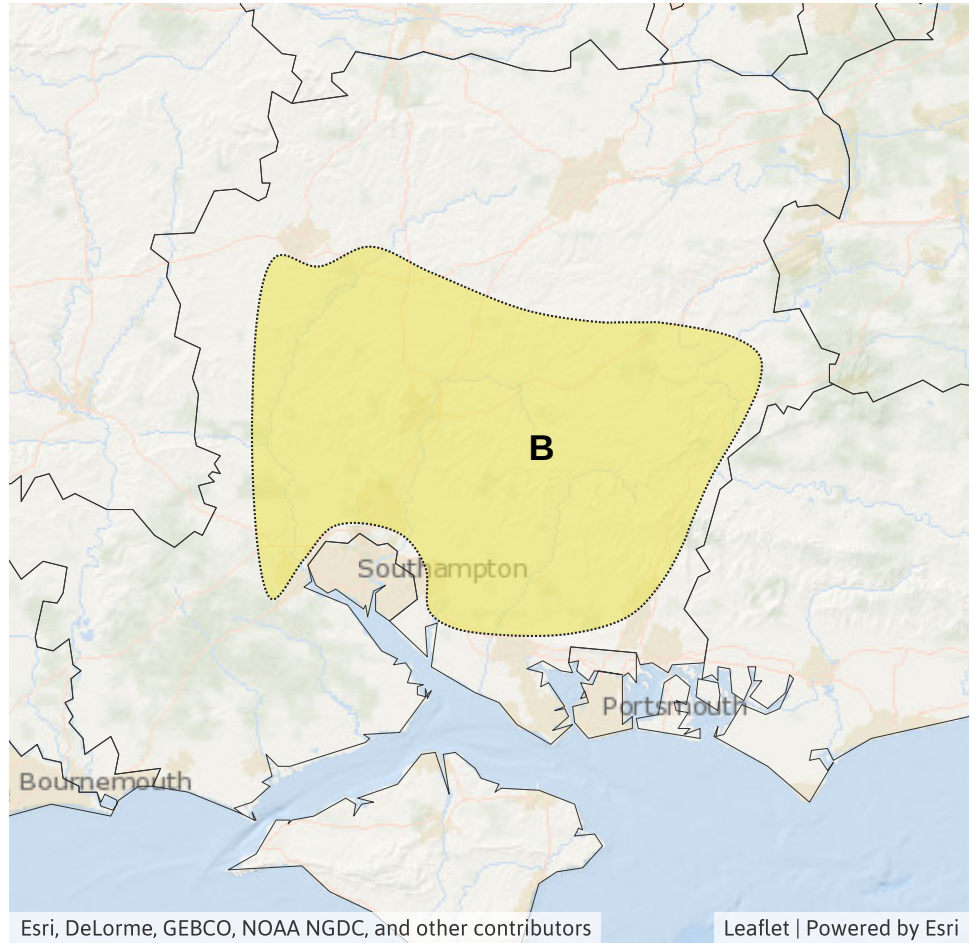 B
Southampton
Portsmouth
Bournemouth
Esri, DeLorme, GEBCO, NOAA NGDC, and other contributors
Leaflet | Powered by Esri